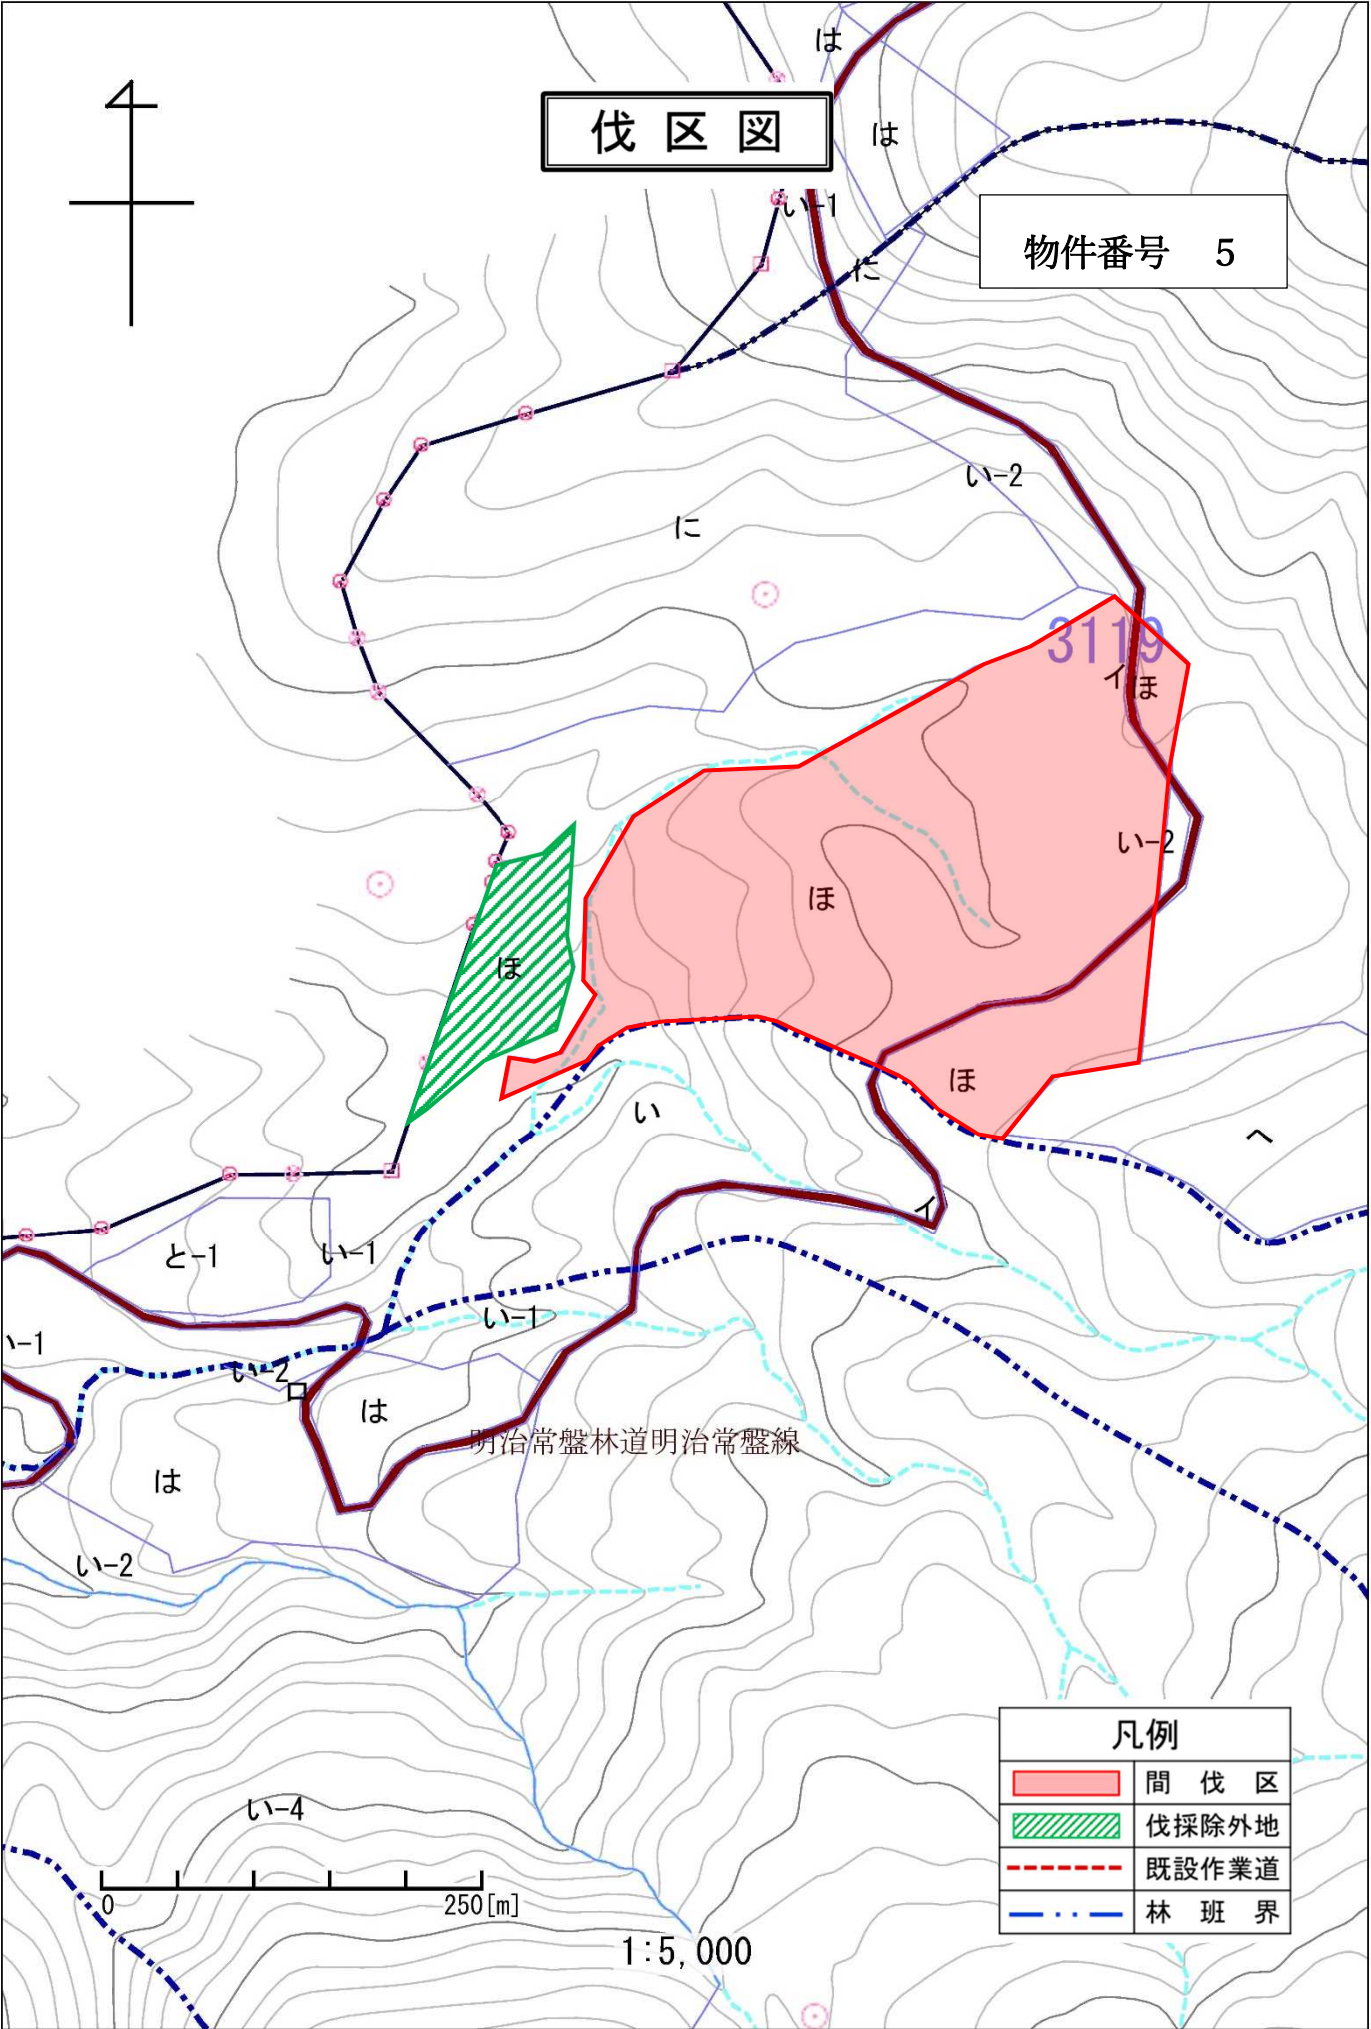 は
伐区図
は
い-1
物件番号 5
に
い-2
に
3119
イ
ほ
い-2
ほ
ほ
ほ
い
へ
イ
と-1
い-1
い-1
い-1
い-2
ロ
は
明治常盤林道明治常盤線
は
い-2
凡例
間伐区
い-4
伐採除外地
既設作業道
0
250[m]
林班界
1:5,000